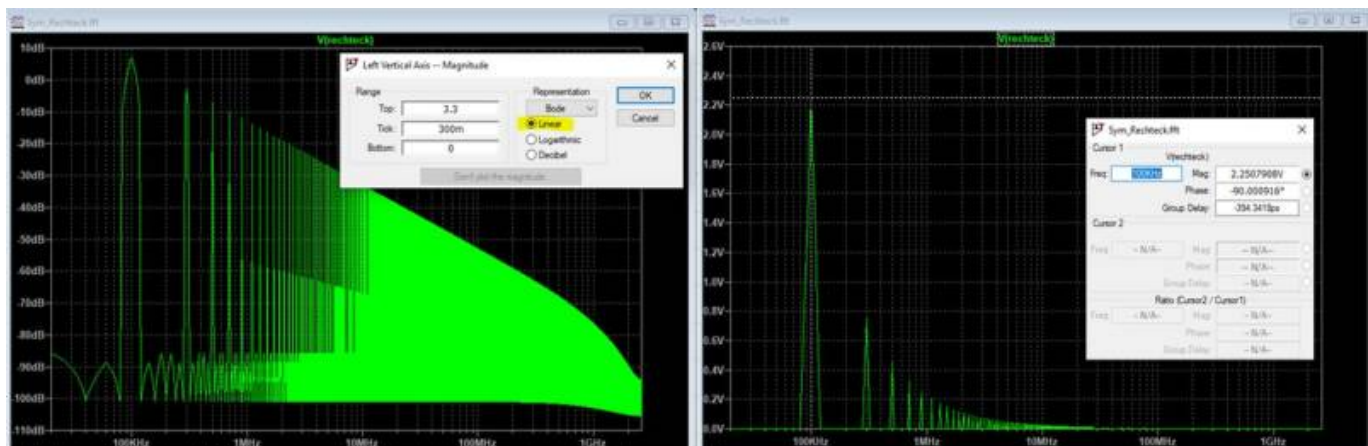 Sym_Rechteck.fft
V(rechteck)
10dB
0dB
-10dB
-20dB
-30dB
-40dB
-50dB
-60dB
-70dB
-80dB
-90dB
-100dB
-110dB
100KHz
1MHz
10MHz
100MHz
1GHz
Left Vertical Axis -- Magnitude
Range
Top: 3.3
Tick: 300m
Bottom: 0
Representation
Bode
Linear
Logarithmic
Decibel
OK
Cancel
Don't plot the magnitude
Sym_Rechteck.fft
V(rechteck)
2.6V
2.4V
2.2V
2.0V
1.8V
1.6V
1.4V
1.2V
1.0V
0.8V
0.6V
0.4V
0.2V
0.0V
100KHz
1MHz
10MHz
100MHz
1GHz
Sym_Rechteck.fft
Cursor 1
V(rechteck)
Freq: 100KHz Mag: 2.2507908V
Phase: -90.000916°
Group Delay: -394.3418ps
Cursor 2
Freq: -- N/A-- Mag: -- N/A--
Phase: -- N/A--
Group Delay: -- N/A--
Ratio (Cursor2 / Cursor1)
Freq: -- N/A-- Mag: -- N/A--
Phase: -- N/A--
Group Delay: -- N/A--